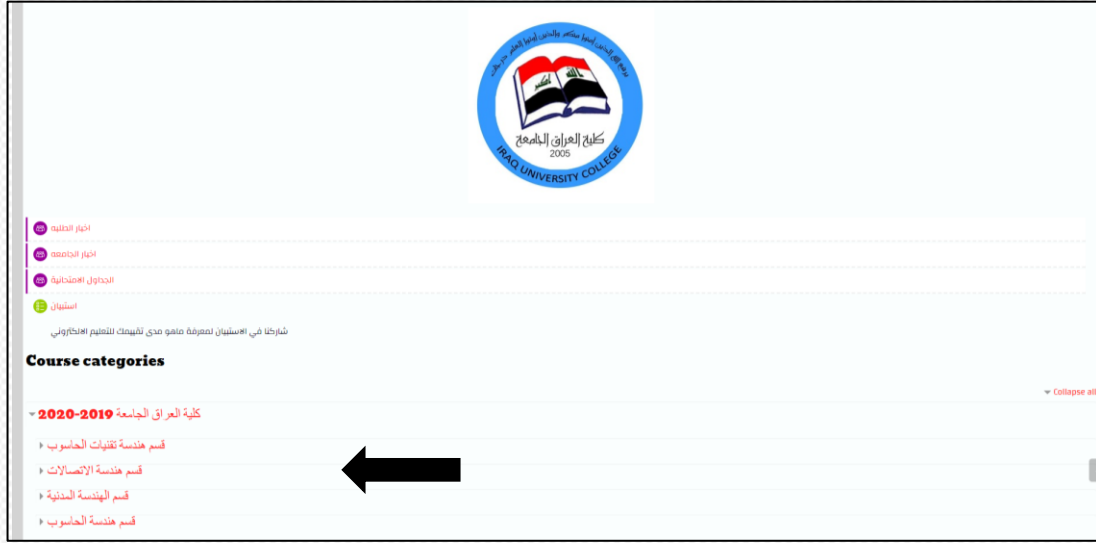 كلية العراق الجامعة
2005
IRAQ UNIVERSITY COLLEGE
اخبار الطلبه
اخبار الجامعه
الجداول الامتحانية
استبيان
شاركنا في الاستبيان لمعرفة ماهو مدى تقييمك للتعليم الالكتروني
Course categories
Collapse all
كلية العراق الجامعة 2019-2020
قسم هندسة تقنيات الحاسوب
قسم هندسة الاتصالات
قسم الهندسة المدنية
قسم هندسة الحاسوب